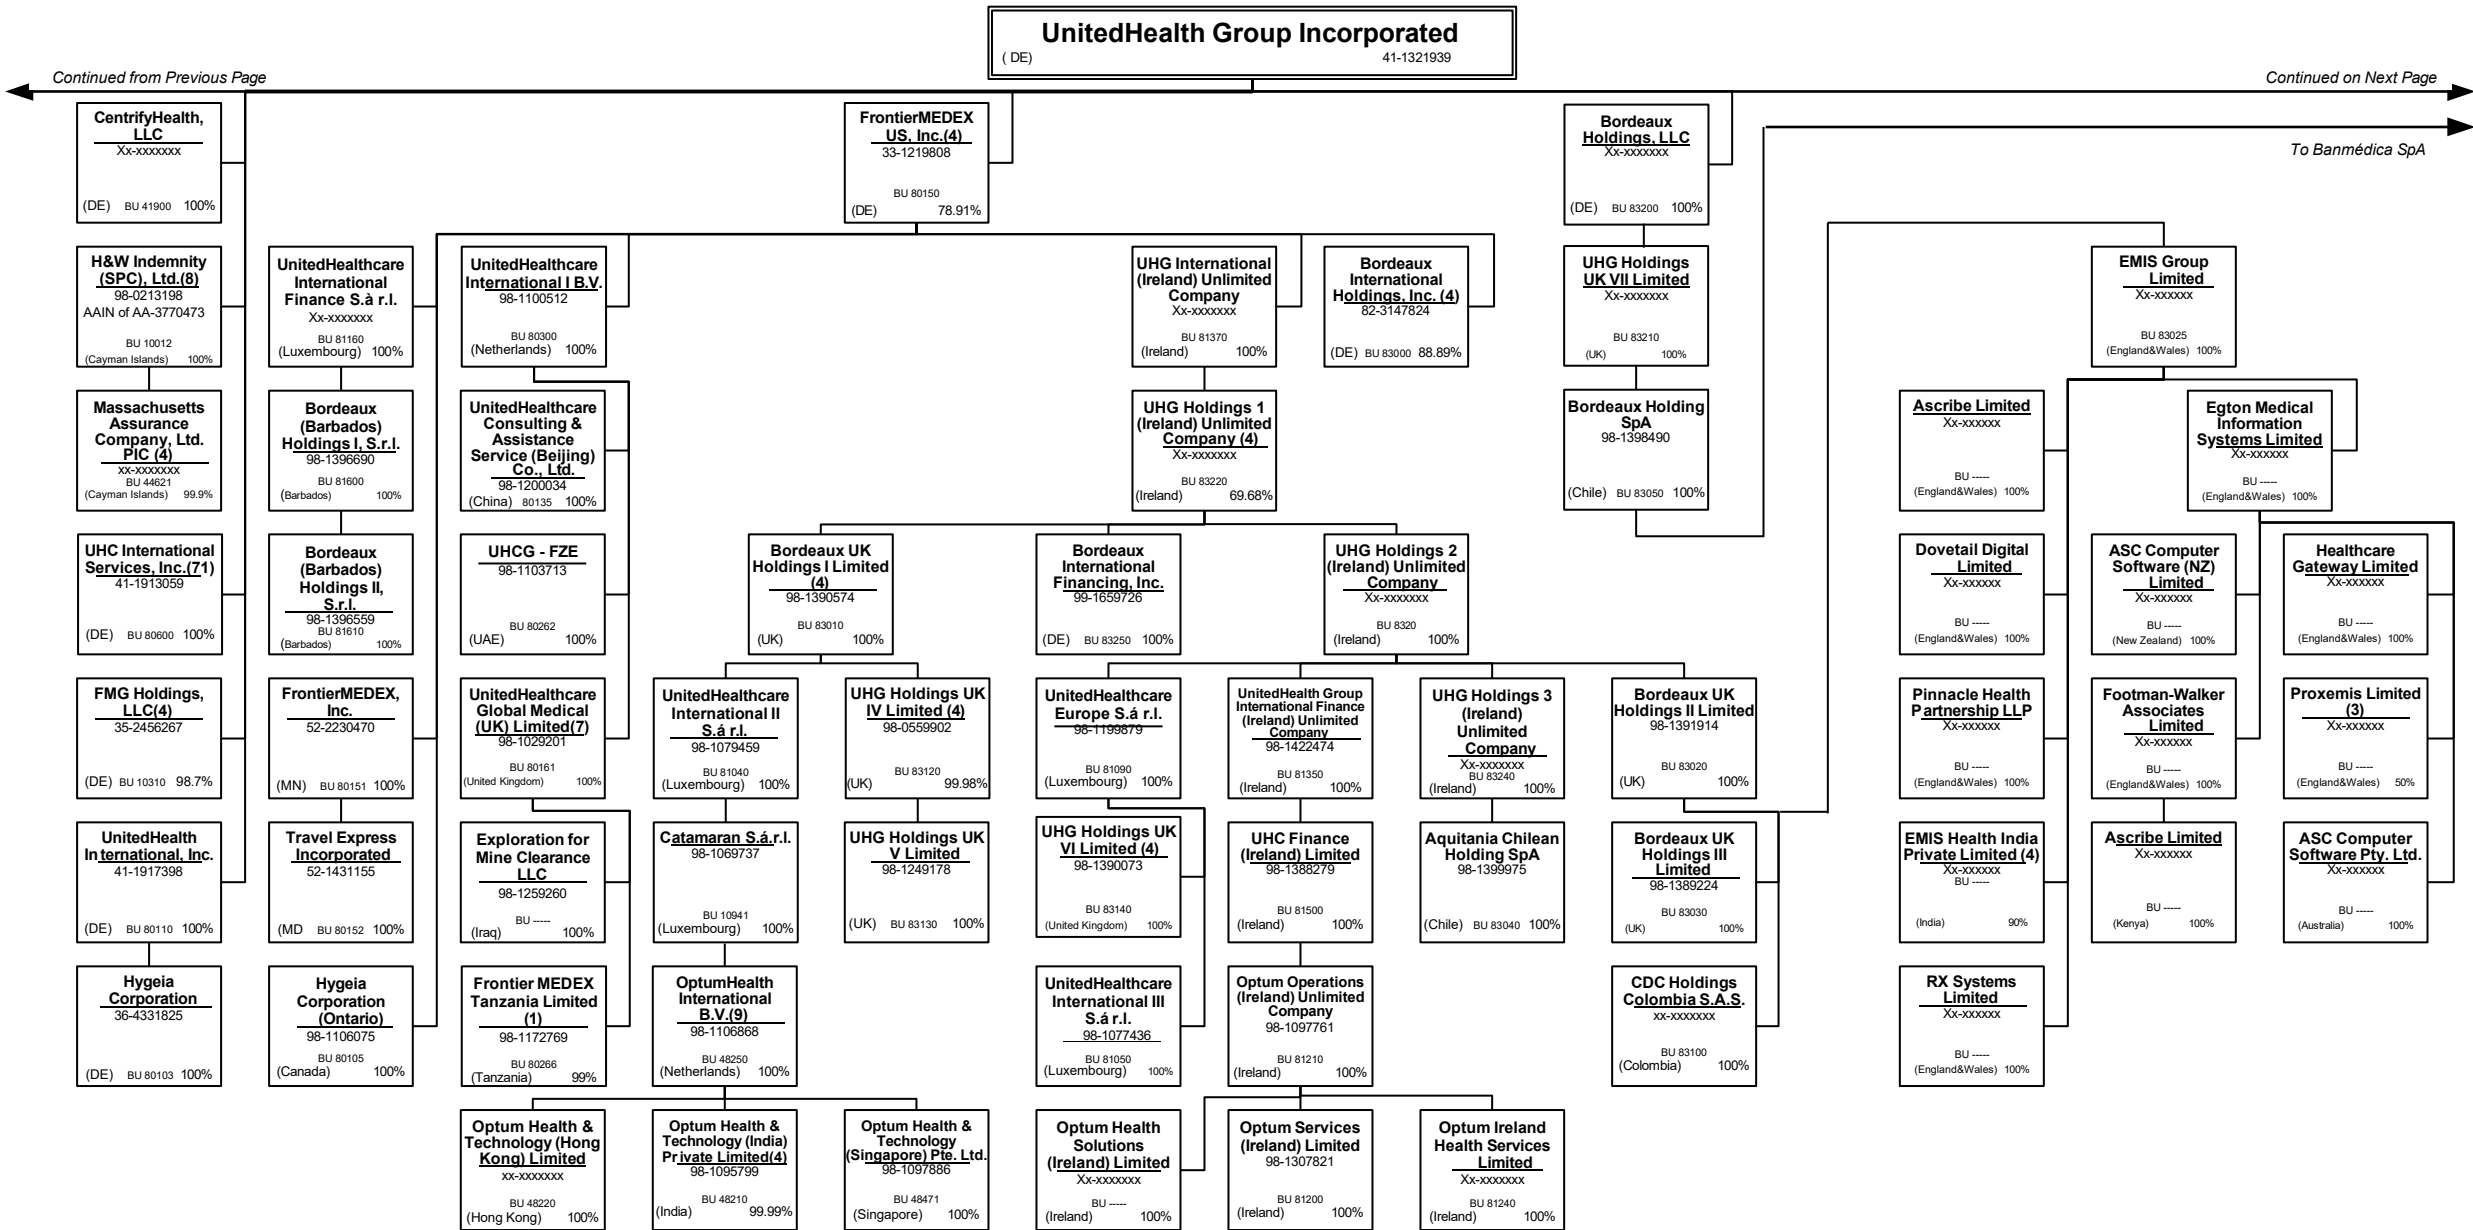 UnitedHealth Group Incorporated
( DE) 41-1321939
Continued from Previous Page
Continued on Next Page
To Banmédica SpA
CentrifyHealth,
LLC
Xx-xxxxxxx
(DE) BU 41900 100%
FrontierMEDEX
US, Inc.(4)
33-1219808
BU 80150
(DE) 78.91%
Bordeaux
Holdings, LLC
Xx-xxxxxxx
(DE) BU 83200 100%
H&W Indemnity
(SPC), Ltd.(8)
98-0213198
AAIN of AA-3770473
BU 10012
(Cayman Islands) 100%
UnitedHealthcare
International
Finance S.à r.l.
Xx-xxxxxxx
BU 81160
(Luxembourg) 100%
UnitedHealthcare
International I B.V.
98-1100512
BU 80300
(Netherlands) 100%
UHG International
(Ireland) Unlimited
Company
Xx-xxxxxxx
BU 81370
(Ireland) 100%
Bordeaux
International
Holdings, Inc. (4)
82-3147824
(DE) BU 83000 88.89%
UHG Holdings
UK VII Limited
Xx-xxxxxxx
BU 83210
(UK) 100%
EMIS Group
Limited
Xx-xxxxxx
BU 83025
(England&Wales) 100%
Massachusetts
Assurance
Company, Ltd.
PIC (4)
xx-xxxxxxx
BU 44621
(Cayman Islands) 99.9%
Bordeaux
(Barbados)
Holdings I, S.r.l.
98-1396690
BU 81600
(Barbados) 100%
UnitedHealthcare
Consulting &
Assistance
Service (Beijing)
Co., Ltd.
98-1200034
(China) 80135 100%
UHG Holdings 1
(Ireland) Unlimited
Company (4)
Xx-xxxxxxx
BU 83220
(Ireland) 69.68%
Bordeaux Holding
SpA
98-1398490
(Chile) BU 83050 100%
Ascribe Limited
Xx-xxxxxx
BU -----
(England&Wales) 100%
Egton Medical
Information
Systems Limited
Xx-xxxxxx
BU -----
(England&Wales) 100%
UHC International
Services, Inc.(71)
41-1913059
(DE) BU 80600 100%
Bordeaux
(Barbados)
Holdings II,
S.r.l.
98-1396559
BU 81610
(Barbados) 100%
UHCG - FZE
98-1103713
BU 80262
(UAE) 100%
Bordeaux UK
Holdings I Limited
(4)
98-1390574
BU 83010
(UK) 100%
Bordeaux
International
Financing, Inc.
99-1659726
(DE) BU 83250 100%
UHG Holdings 2
(Ireland) Unlimited
Company
Xx-xxxxxxx
BU 8320
(Ireland) 100%
Dovetail Digital
Limited
Xx-xxxxxx
BU -----
(England&Wales) 100%
ASC Computer
Software (NZ)
Limited
Xx-xxxxxx
BU -----
(New Zealand) 100%
Healthcare
Gateway Limited
Xx-xxxxxx
BU -----
(England&Wales) 100%
FMG Holdings,
LLC(4)
35-2456267
(DE) BU 10310 98.7%
FrontierMEDEX,
Inc.
52-2230470
(MN) BU 80151 100%
UnitedHealthcare
Global Medical
(UK) Limited(7)
98-1029201
BU 80161
(United Kingdom) 100%
UnitedHealthcare
International II
S.á r.l.
98-1079459
BU 81040
(Luxembourg) 100%
UHG Holdings UK
IV Limited (4)
98-0559902
BU 83120
(UK) 99.98%
UnitedHealthcare
Europe S.á r.l.
98-1199879
BU 81090
(Luxembourg) 100%
UnitedHealth Group
International Finance
(Ireland) Unlimited
Company
98-1422474
BU 81350
(Ireland) 100%
UHG Holdings 3
(Ireland)
Unlimited
Company
Xx-xxxxxxx
BU 83240
(Ireland) 100%
Bordeaux UK
Holdings II Limited
98-1391914
BU 83020
(UK) 100%
Pinnacle Health
Partnership LLP
Xx-xxxxxx
BU -----
(England&Wales) 100%
Footman-Walker
Associates
Limited
Xx-xxxxxx
BU -----
(England&Wales) 100%
Proxemis Limited
(3)
Xx-xxxxxx
BU -----
(England&Wales) 50%
UnitedHealth
International, Inc.
41-1917398
(DE) BU 80110 100%
Travel Express
Incorporated
52-1431155
(MD BU 80152 100%
Exploration for
Mine Clearance
LLC
98-1259260
BU -----
(Iraq) 100%
Catamaran S.á.r.l.
98-1069737
BU 10941
(Luxembourg) 100%
UHG Holdings UK
V Limited
98-1249178
(UK) BU 83130 100%
UHG Holdings UK
VI Limited (4)
98-1390073
BU 83140
(United Kingdom) 100%
UHC Finance
(Ireland) Limited
98-1388279
BU 81500
(Ireland) 100%
Aquitania Chilean
Holding SpA
98-1399975
(Chile) BU 83040 100%
Bordeaux UK
Holdings III
Limited
98-1389224
BU 83030
(UK) 100%
EMIS Health India
Private Limited (4)
Xx-xxxxxx
BU -----
(India) 90%
Ascribe Limited
Xx-xxxxxx
BU -----
(Kenya) 100%
ASC Computer
Software Pty. Ltd.
Xx-xxxxxx
BU -----
(Australia) 100%
Hygeia
Corporation
36-4331825
(DE) BU 80103 100%
Hygeia
Corporation
(Ontario)
98-1106075
BU 80105
(Canada) 100%
Frontier MEDEX
Tanzania Limited
(1)
98-1172769
BU 80266
(Tanzania) 99%
OptumHealth
International
B.V.(9)
98-1106868
BU 48250
(Netherlands) 100%
UnitedHealthcare
International III
S.á r.l.
98-1077436
BU 81050
(Luxembourg) 100%
Optum Operations
(Ireland) Unlimited
Company
98-1097761
BU 81210
(Ireland) 100%
CDC Holdings
Colombia S.A.S.
xx-xxxxxxx
BU 83100
(Colombia) 100%
RX Systems
Limited
Xx-xxxxxx
BU -----
(England&Wales) 100%
Optum Health &
Technology (Hong
Kong) Limited
xx-xxxxxxx
BU 48220
(Hong Kong) 100%
Optum Health &
Technology (India)
Private Limited(4)
98-1095799
BU 48210
(India) 99.99%
Optum Health &
Technology
(Singapore) Pte. Ltd.
98-1097886
BU 48471
(Singapore) 100%
Optum Health
Solutions
(Ireland) Limited
Xx-xxxxxxx
BU -----
(Ireland) 100%
Optum Services
(Ireland) Limited
98-1307821
BU 81200
(Ireland) 100%
Optum Ireland
Health Services
Limited
Xx-xxxxxxx
BU 81240
(Ireland) 100%